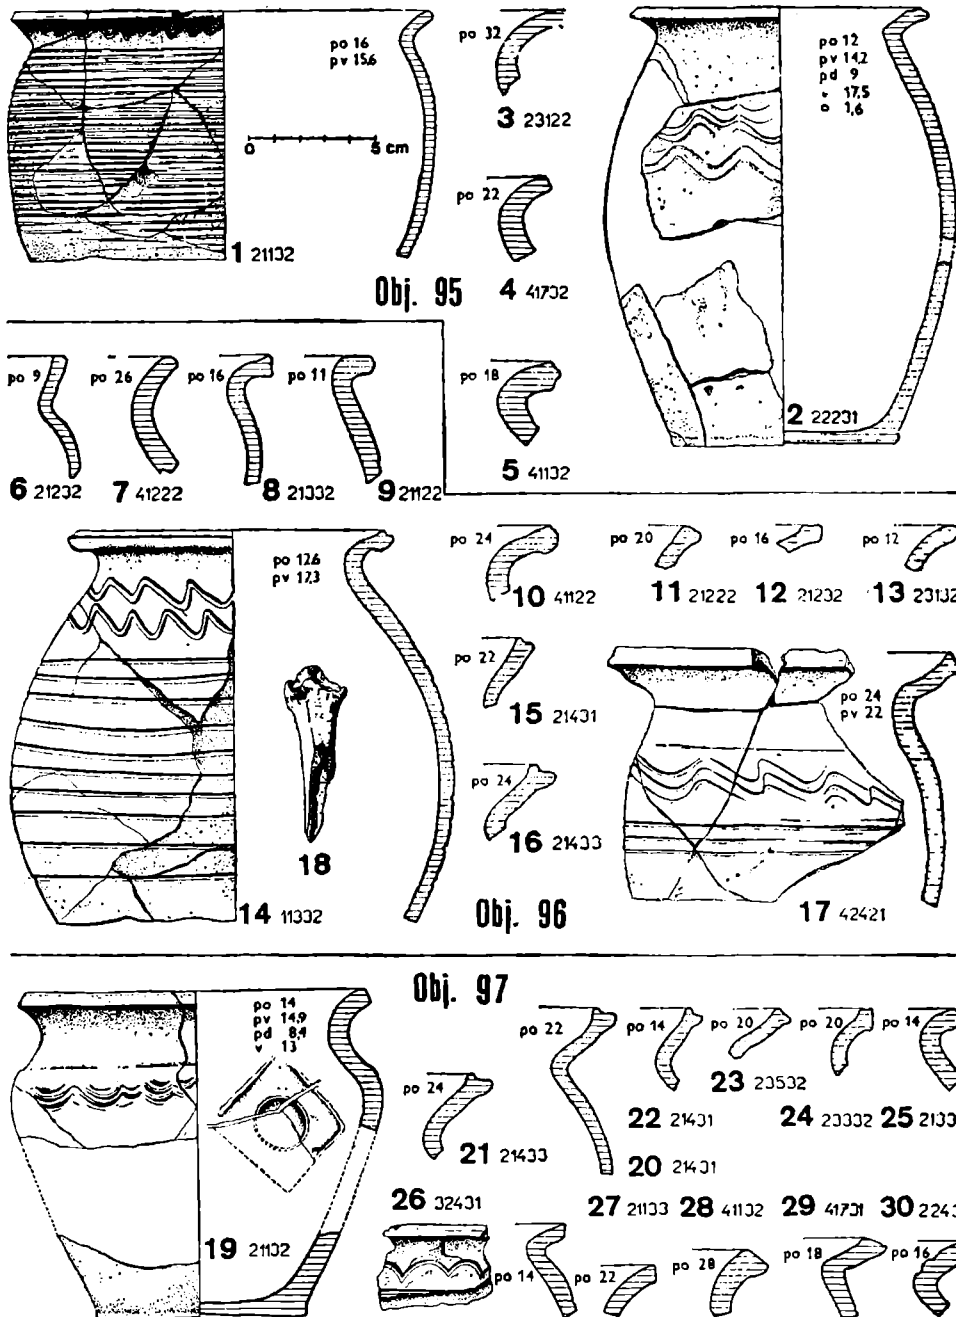 po 16
pv 15,6
0 5 cm
1 21132
po 32
3 23122
po 22
4 41732
Obj. 95
po 12
pv 14,2
pd 9
v 17,5
o 1,6
2 22231
po 18
5 41132
po 9
6 21232
po 26
7 41222
po 16
8 21332
po 11
9 21122
po 12,6
pv 17,3
14 11332
18
po 24
10 41122
po 20
11 21222
po 16
12 21232
po 12
13 23132
po 22
15 21431
po 24
16 21433
po 24
pv 22
17 42421
Obj. 96
Obj. 97
po 14
pv 14,9
pd 8,4
v 13
19 21132
po 24
21 21433
po 22
20 21431
po 14
22 21431
po 20
23 23532
po 20
24 23332
po 14
25 2133
26 32431
27 21133
28 41132
29 41731
30 2243
po 14
po 22
po 28
po 18
po 16